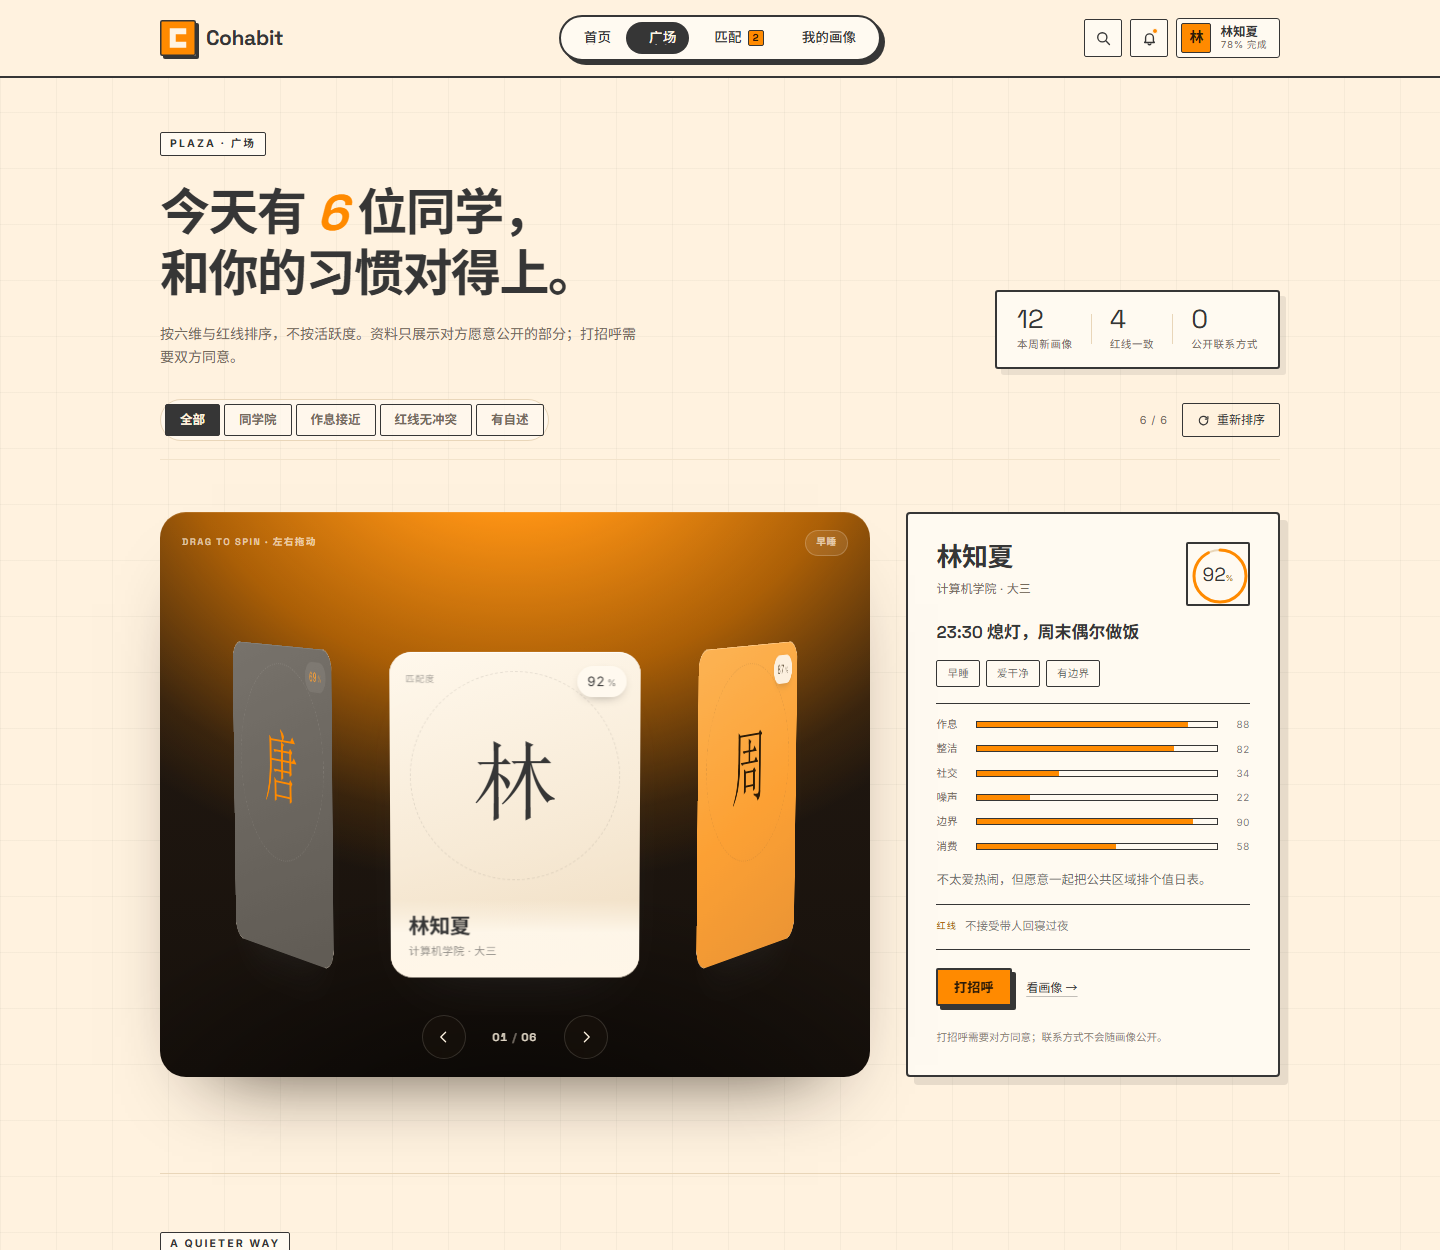 Cohabit
首页
广场
匹配 2
我的画像
林
林知夏
78% 完成
PLAZA · 广场
今天有 6 位同学，
和你的习惯对得上。
按六维与红线排序，不按活跃度。资料只展示对方愿意公开的部分；打招呼需
要双方同意。
12
本周新画像
4
红线一致
0
公开联系方式
全部
同学院
作息接近
红线无冲突
有自述
6 / 6
重新排序
DRAG TO SPIN · 左右拖动
早睡
89%
唐
匹配度
92 %
林
林知夏
计算机学院 · 大三
87%
周
01 / 06
林知夏
计算机学院 · 大三
92%
23:30 熄灯，周末偶尔做饭
早睡
爱干净
有边界
作息 88
整洁 82
社交 34
噪声 22
边界 90
消费 58
不太爱热闹，但愿意一起把公共区域排个值日表。
红线 不接受带人回寝过夜
打招呼
看画像 →
打招呼需要对方同意；联系方式不会随画像公开。
A QUIETER WAY